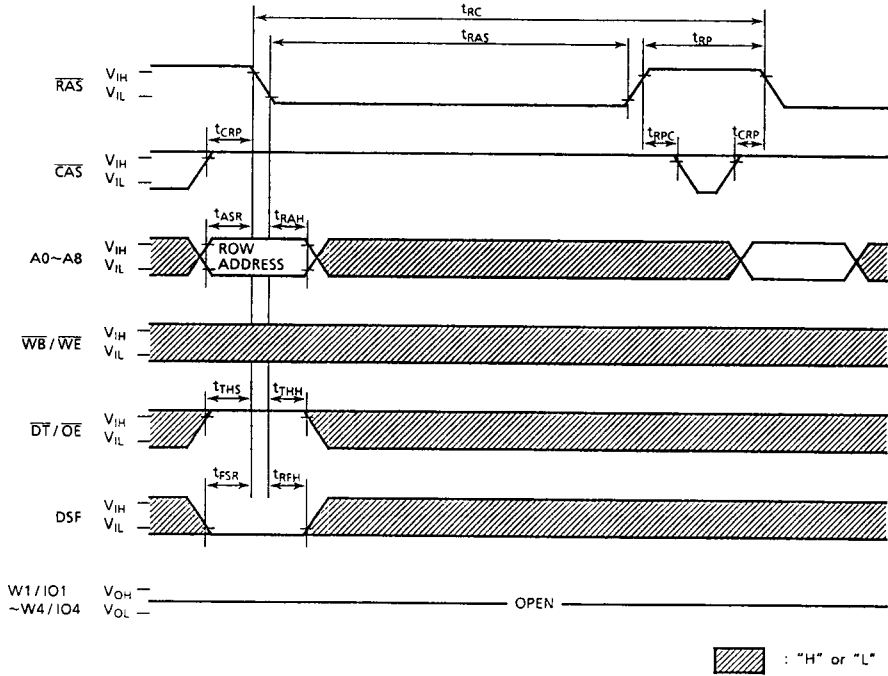 tRC
tRAS
tRP
RAS VIH
VIL
tCRP
tRPC
tCRP
CAS VIH
VIL
tASR
tRAH
A0~A8 VIH
VIL
ROW
ADDRESS
WB/WE VIH
VIL
tTHS
tTHH
DT/OE VIH
VIL
tFSR
tRFH
DSF VIH
VIL
W1/IO1 VOH
~W4/IO4 VOL
OPEN
: "H" or "L"